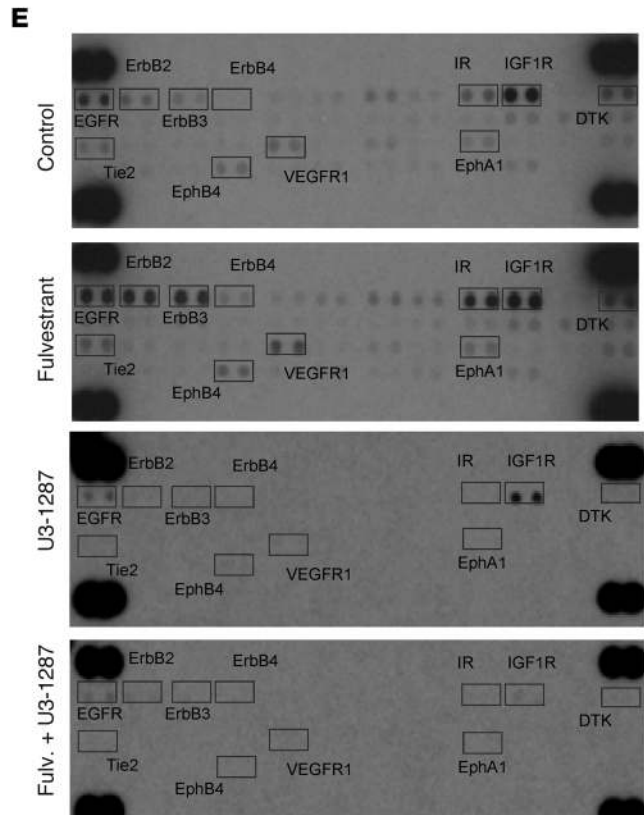 E
Control
ErbB2 ErbB4 IR IGF1R
EGFR ErbB3 DTK
Tie2 EphB4 VEGFR1 EphA1
Fulvestrant
ErbB2 ErbB4 IR IGF1R
EGFR ErbB3 DTK
Tie2 EphB4 VEGFR1 EphA1
U3-1287
ErbB2 ErbB4 IR IGF1R
EGFR ErbB3 DTK
Tie2 EphB4 VEGFR1 EphA1
Fulv. + U3-1287
ErbB2 ErbB4 IR IGF1R
EGFR ErbB3 DTK
Tie2 EphB4 VEGFR1 EphA1